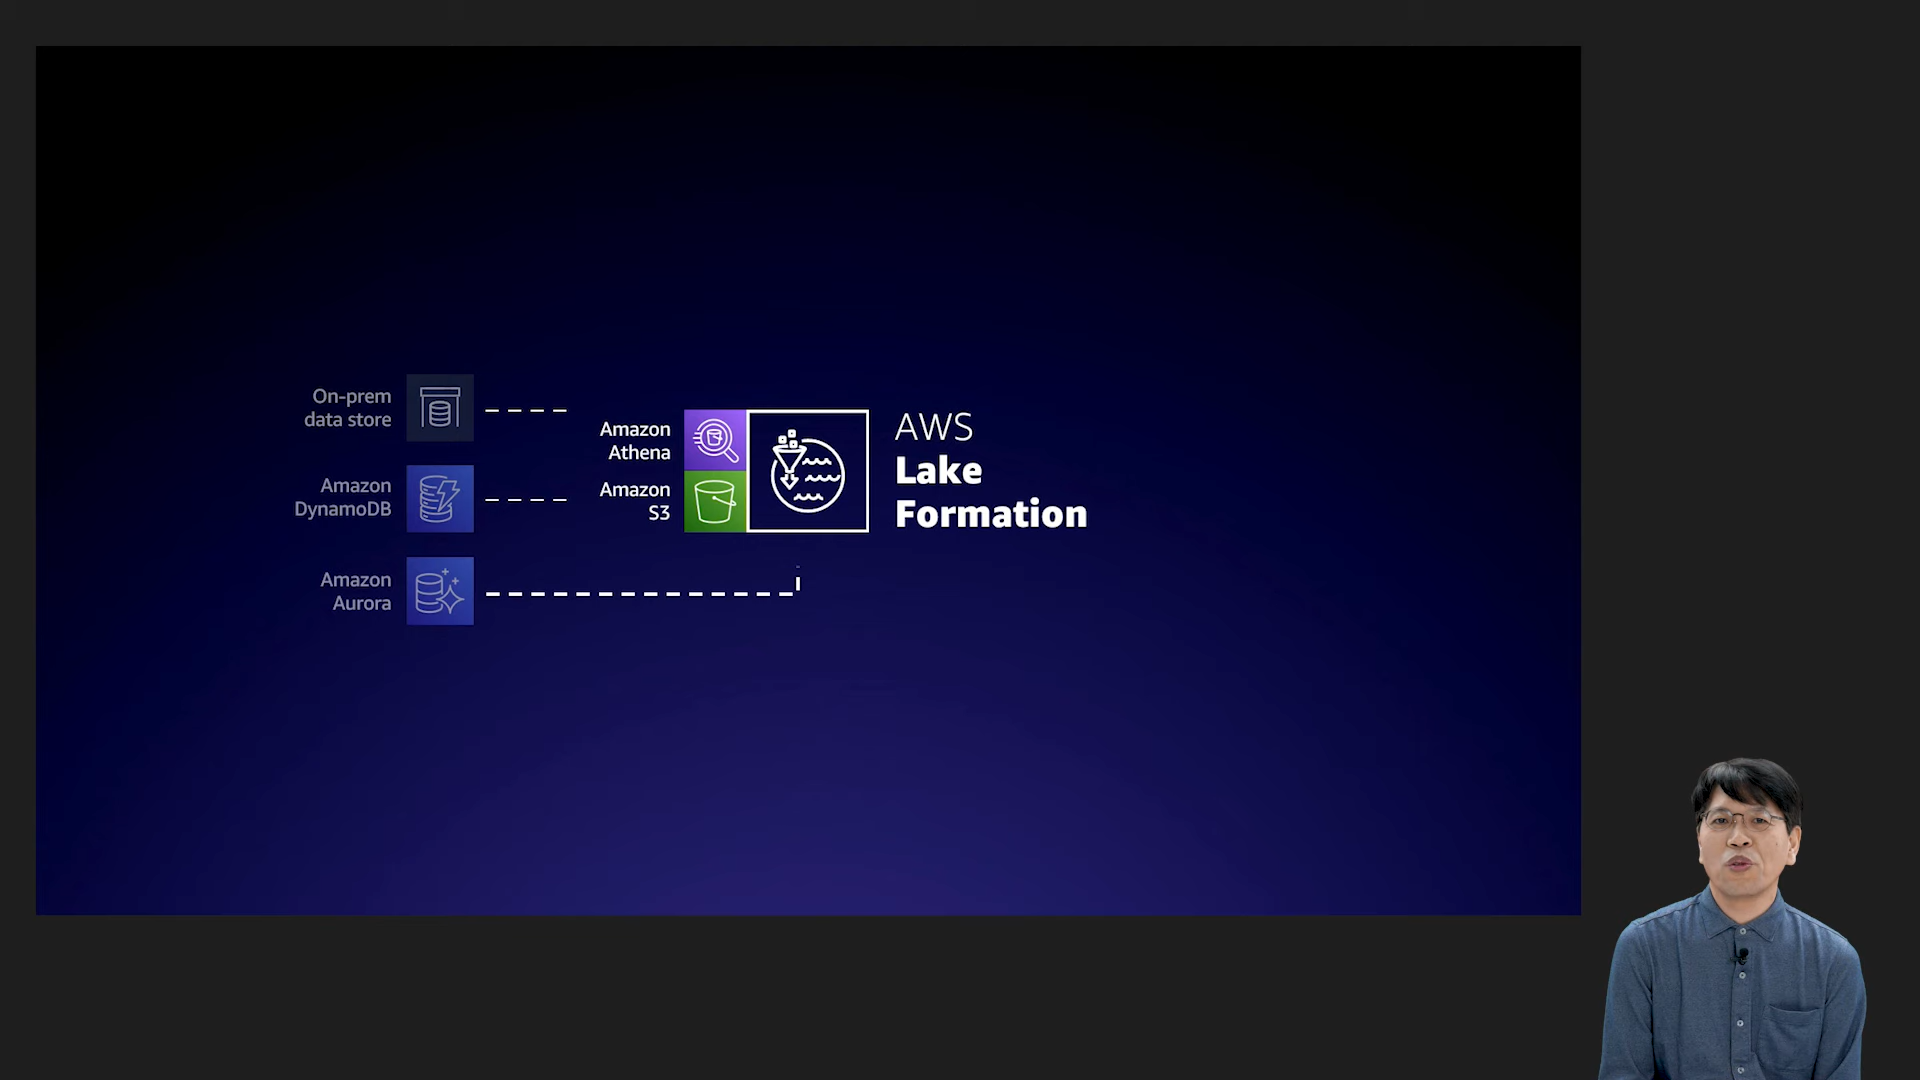 On-prem
data store
Amazon
DynamoDB
Amazon
Aurora
Amazon
Athena
Amazon
S3
AWS
Lake
Formation